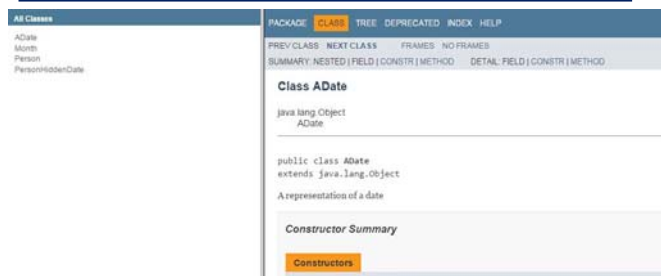 All Classes
ADate
Month
Person
PersonHiddenDate
PACKAGE CLASS TREE DEPRECATED INDEX HELP
PREV CLASS NEXT CLASS FRAMES NO FRAMES
SUMMARY: NESTED | FIELD | CONSTR | METHOD DETAIL: FIELD | CONSTR | METHOD
Class ADate
java.lang.Object
ADate
public class ADate
extends java.lang.Object
A representation of a date
Constructor Summary
Constructors